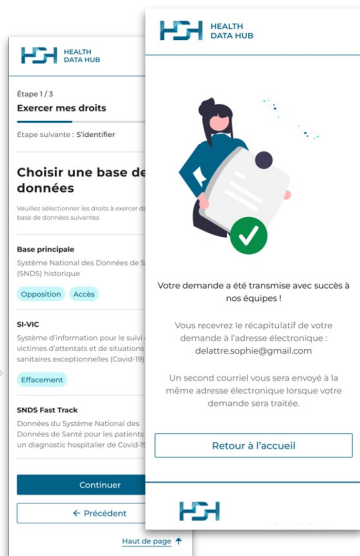 HEALTH
DATA HUB
Étape 1 / 3
Exercer mes droits
Étape suivante : S'identifier
Choisir une base de
données
Veuillez sélectionner les droits à exercer
base de données suivantes
Base principale
Système National des Données de
(SNDS) historique
Opposition
Accès
SI-VIC
Système d'information pour le suivi
victimes d'attentats et de situations
sanitaires exceptionnelles (Covid-19)
Effacement
SNDS Fast Track
Données du Système National des
Données de Santé pour les patients
un diagnostic hospitalier de
Continuer
← Précédent
Haut de page ↑
HEALTH
DATA HUB
Votre demande a été transmise avec succès à
nos équipes !
Vous recevrez le récapitulatif de votre
demande à l'adresse électronique :
delattre.sophie@gmail.com
Un second courriel vous sera envoyé à la
même adresse électronique lorsque votre
demande sera traitée.
Retour à l'accueil